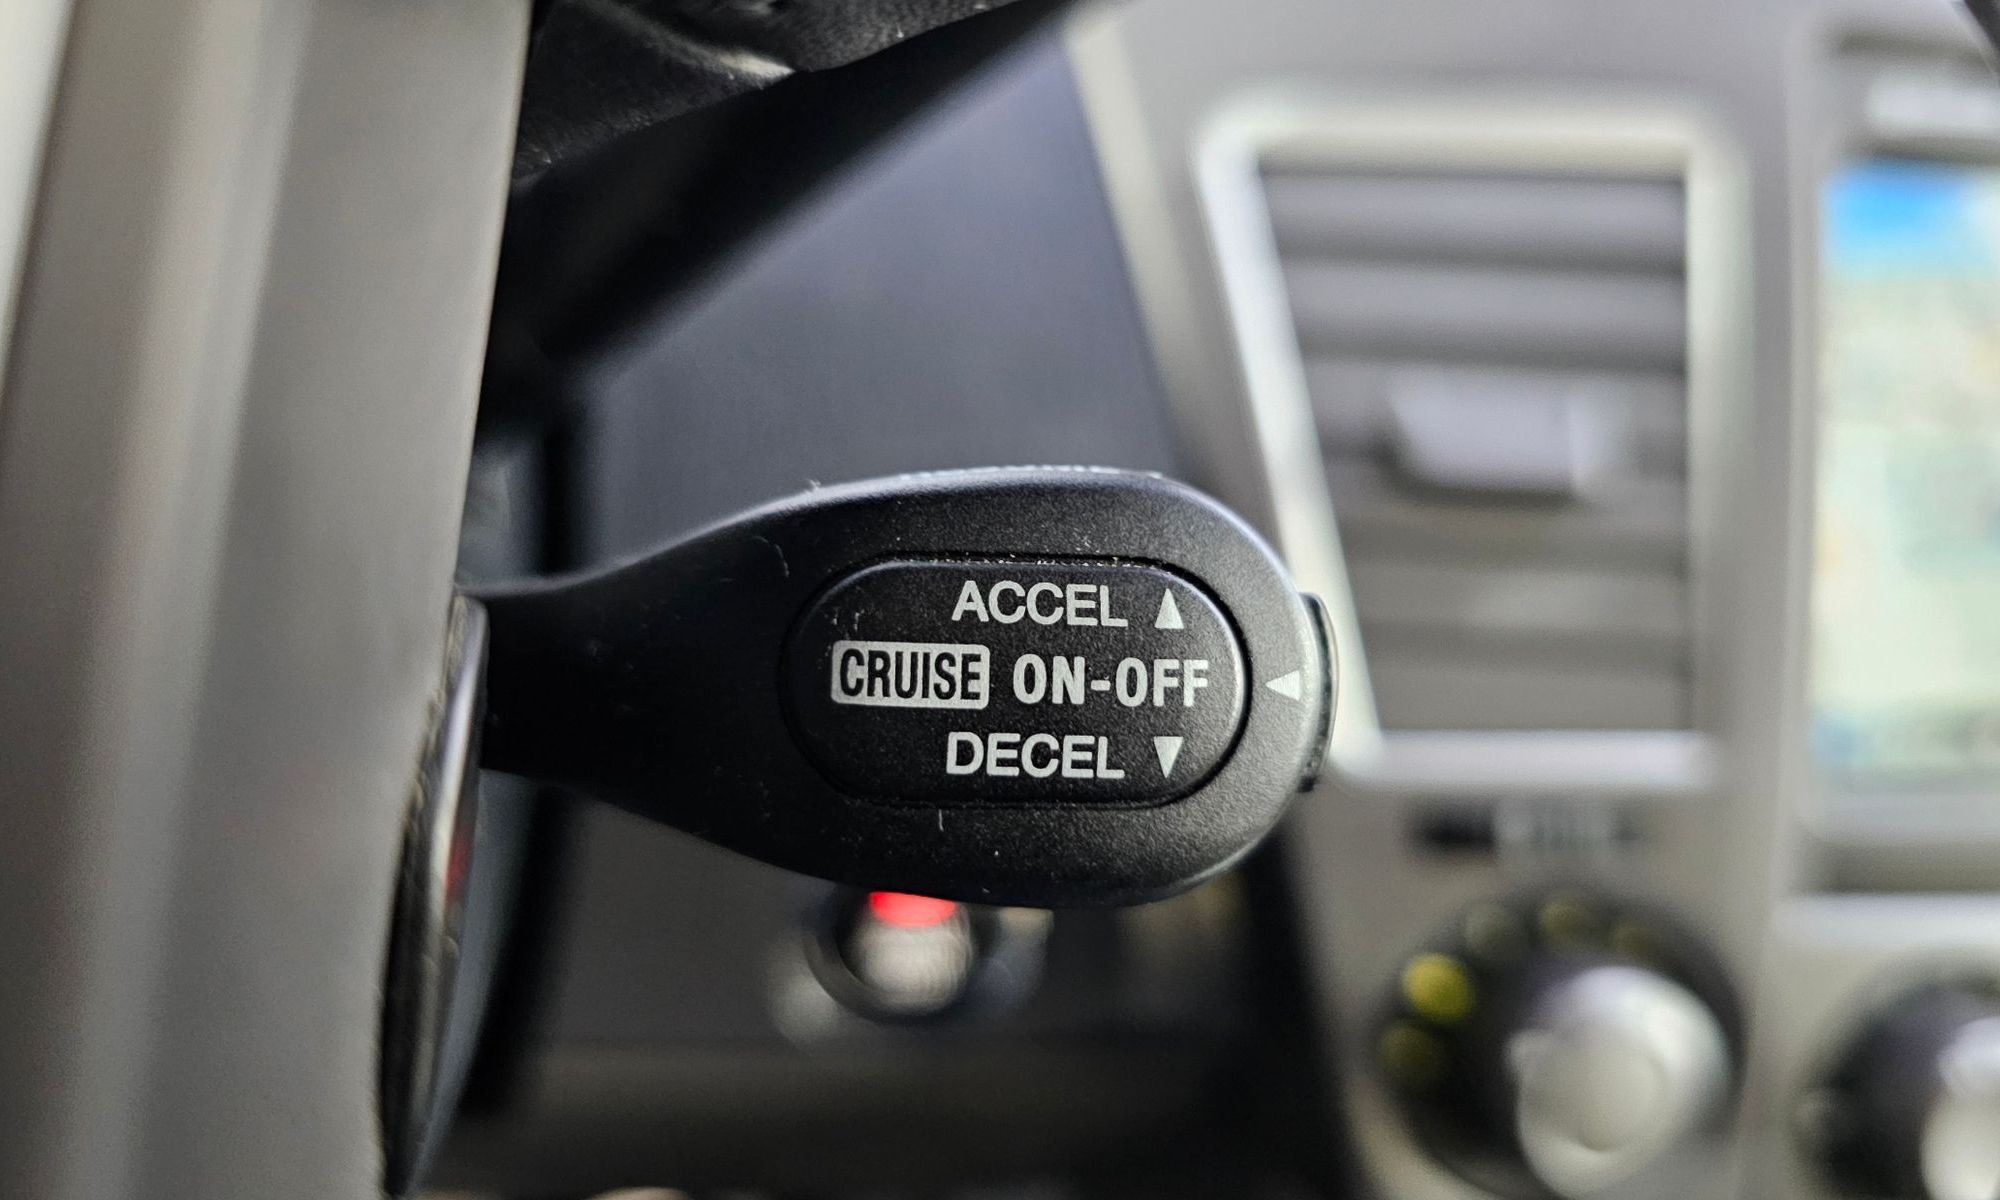 ACCEL ▲
CRUISE ON-OFF ◀
DECEL ▼